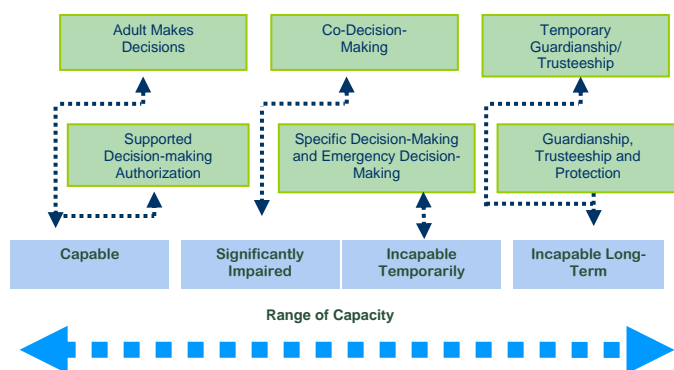 Adult Makes
Decisions
Co-Decision-
Making
Temporary
Guardianship/
Trusteeship
Supported
Decision-making
Authorization
Specific Decision-Making
and Emergency Decision-
Making
Guardianship,
Trusteeship and
Protection
Capable
Significantly
Impaired
Incapable
Temporarily
Incapable Long-
Term
Range of Capacity